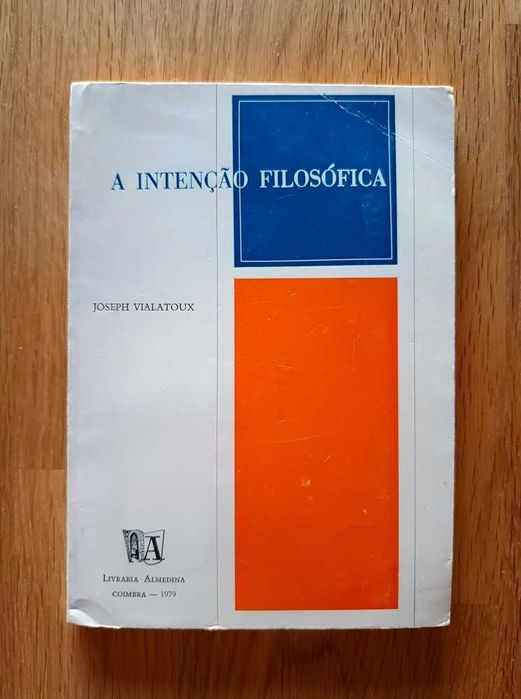 A INTENÇÃO FILOSÓFICA
JOSEPH VIALATOUX
A
LIVRARIA ALMEDINA
COIMBRA — 1979